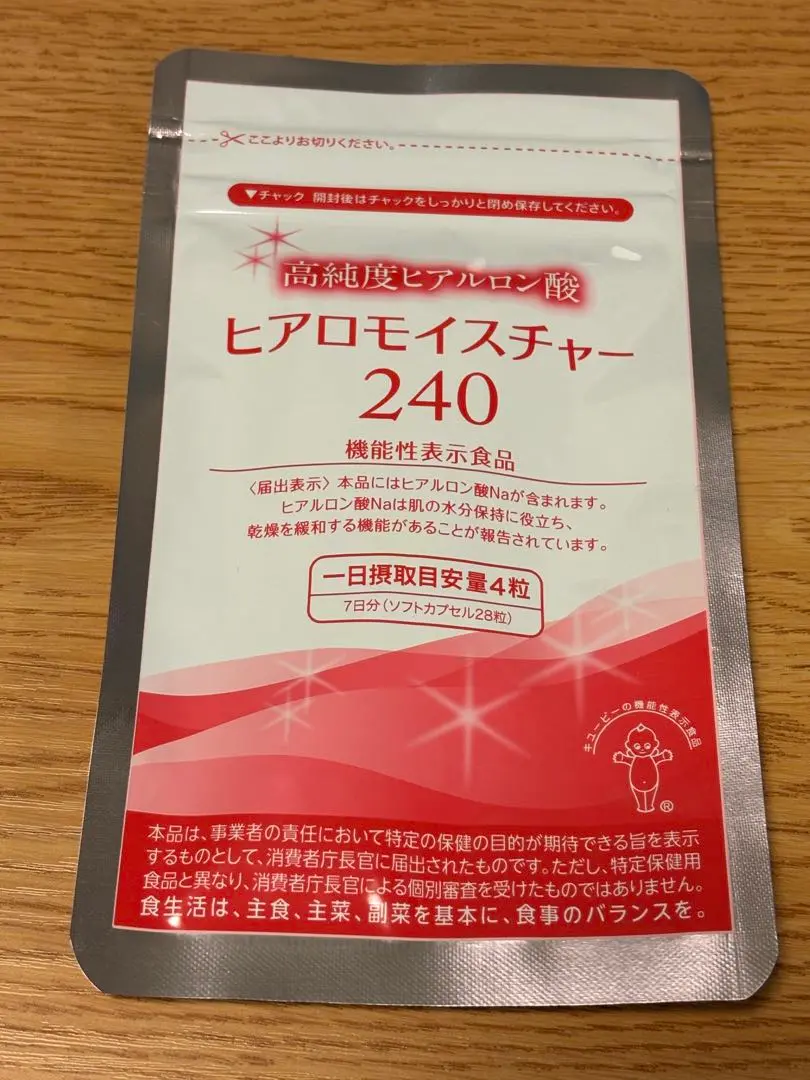 ここよりお切りください。
▼チャック 開封後はチャックをしっかりと閉め保存してください。
高純度ヒアルロン酸
ヒアロモイスチャー
240
機能性表示食品
〈届出表示〉本品にはヒアルロン酸Naが含まれます。
ヒアルロン酸Naは肌の水分保持に役立ち、
乾燥を緩和する機能があることが報告されています。
一日摂取目安量4粒
7日分(ソフトカプセル28粒)
キユーピーの機能性表示食品
®
本品は、事業者の責任において特定の保健の目的が期待できる旨を表示
するものとして、消費者庁長官に届出されたものです。ただし、特定保健用
食品と異なり、消費者庁長官による個別審査を受けたものではありません。
食生活は、主食、主菜、副菜を基本に、食事のバランスを。